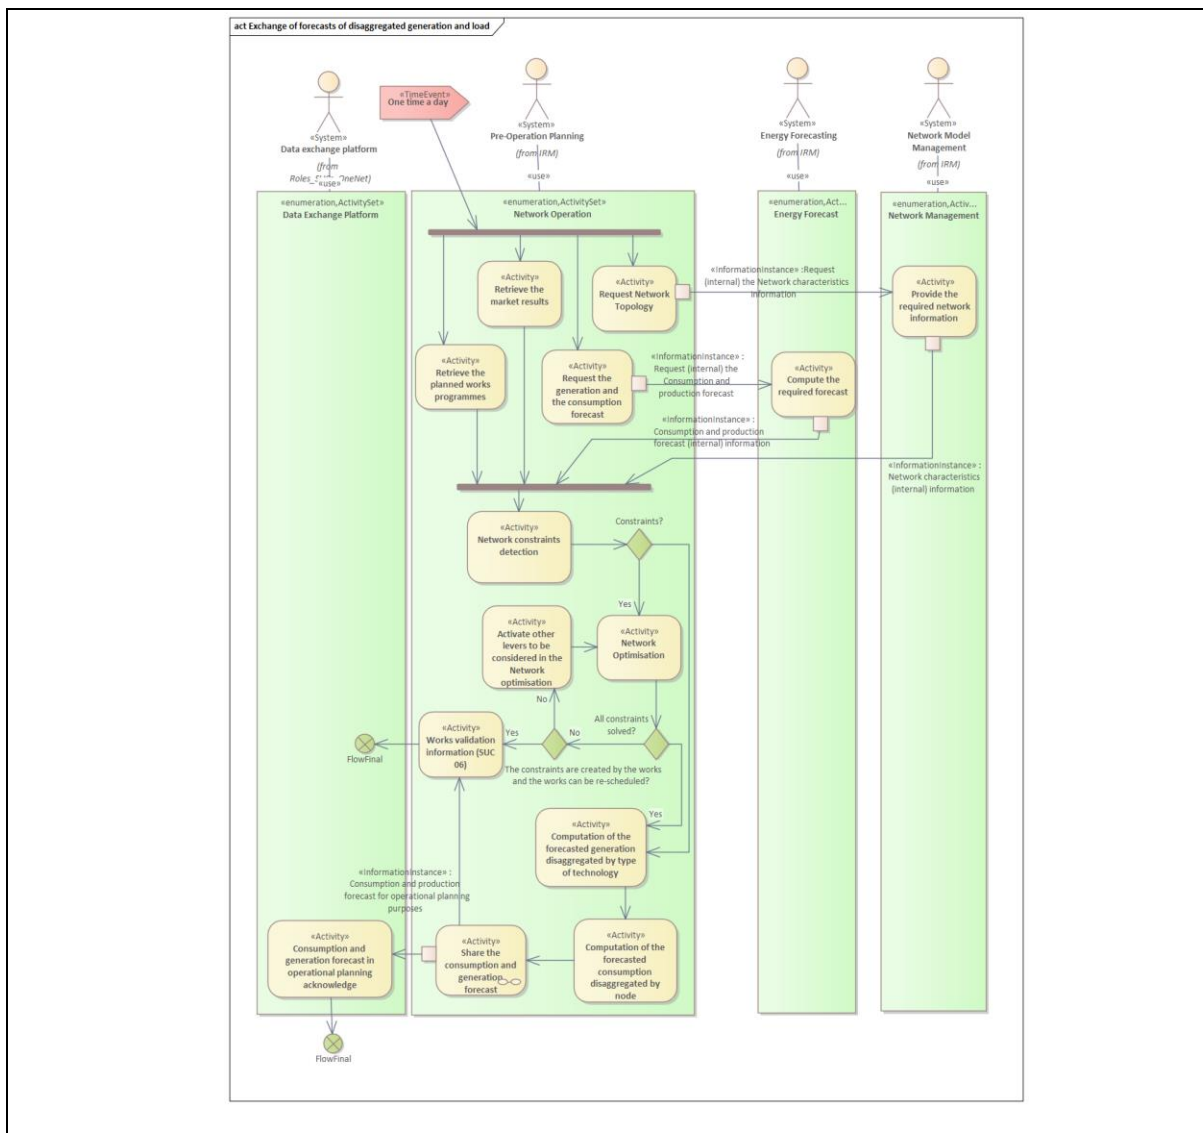 act Exchange of forecasts of disaggregated generation and load
«TimeEvent»
One time a day
«System»
Data exchange platform
(from
OneNet)
«use»
«System»
Pre-Operation Planning
(from IRM)
«use»
«System»
Energy Forecasting
(from IRM)
«use»
«System»
Network Model
Management
(from IRM)
«use»
«enumeration,ActivitySet»
Data Exchange Platform
«enumeration,ActivitySet»
Network Operation
«enumeration,Act...
Energy Forecast
«enumeration,Activ...
Network Management
«Activity»
Retrieve the
market results
«Activity»
Request Network
Topology
«InformationInstance» :Request
(internal) the Network characteristics
information
«Activity»
Provide the
required network
information
«Activity»
Retrieve the
planned works
programmes
«Activity»
Request the
generation and
the consumption
forecast
«InformationInstance» :
Request (internal) the
Consumption and
production forecast
«Activity»
Compute the
required forecast
«InformationInstance» :
Consumption and production
forecast (internal) information
«InformationInstance» :
Network characteristics
(internal) information
«Activity»
Network constraints
detection
Constraints?
Yes
«Activity»
Activate other
levers to be
considered in the
Network
optimisation
«Activity»
Network
Optimisation
No
All constraints
solved?
«Activity»
Works validation
information (SUC
06)
Yes
No
FlowFinal
The constraints are created by the works
and the works can be re-scheduled?
Yes
«Activity»
Computation of the
forecasted generation
disaggregated by type
of technology
«InformationInstance» :
Consumption and production
forecast for operational planning
purposes
«Activity»
Consumption and
generation forecast in
operational planning
acknowledge
«Activity»
Share the
consumption and
generation
forecast
«Activity»
Computation of the
forecasted consumption
disaggregated by
node
FlowFinal